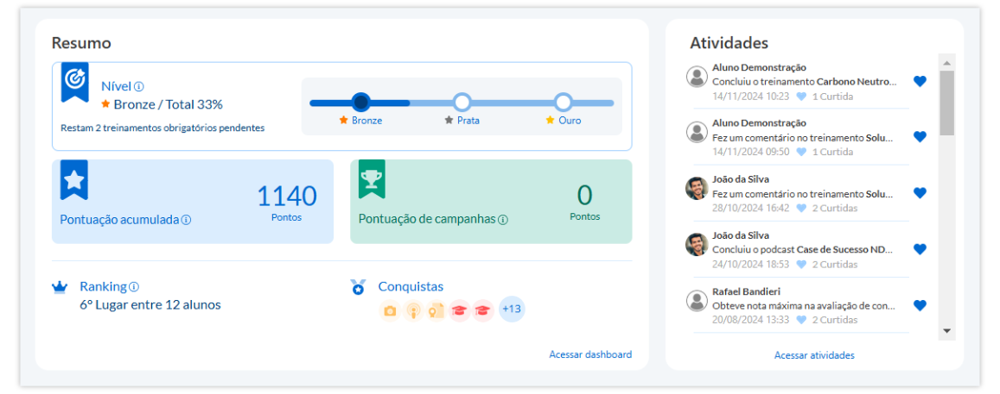 Resumo
Nível
Bronze / Total 33%
Restam 2 treinamentos obrigatórios pendentes
Bronze
Prata
Ouro
1140
Pontos
Pontuação acumulada
0
Pontos
Pontuação de campanhas
Ranking
6º Lugar entre 12 alunos
Conquistas
+13
Acessar dashboard
Atividades
Aluno Demonstração
Concluiu o treinamento Carbono Neutro...
14/11/2024 10:23 1 Curtida
Aluno Demonstração
Fez um comentário no treinamento Solu...
14/11/2024 09:50 1 Curtida
João da Silva
Fez um comentário no treinamento Solu...
28/10/2024 16:42 2 Curtidas
João da Silva
Concluiu o podcast Case de Sucesso ND...
24/10/2024 18:53 2 Curtidas
Rafael Bandieri
Obteve nota máxima na avaliação de con...
20/08/2024 13:33 2 Curtidas
Acessar atividades